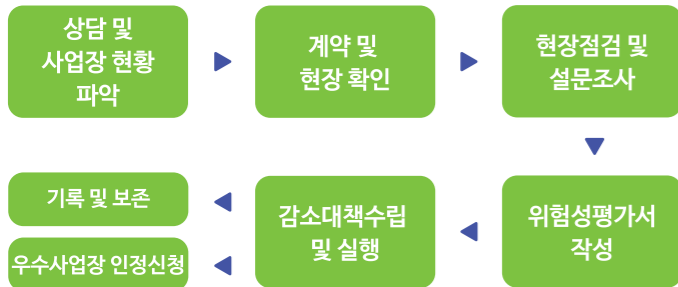 상담 및
사업장 현황
파악
계약 및
현장 확인
현장점검 및
설문조사
위험성평가서
작성
감소대책수립
및 실행
기록 및 보존
우수사업장 인정신청